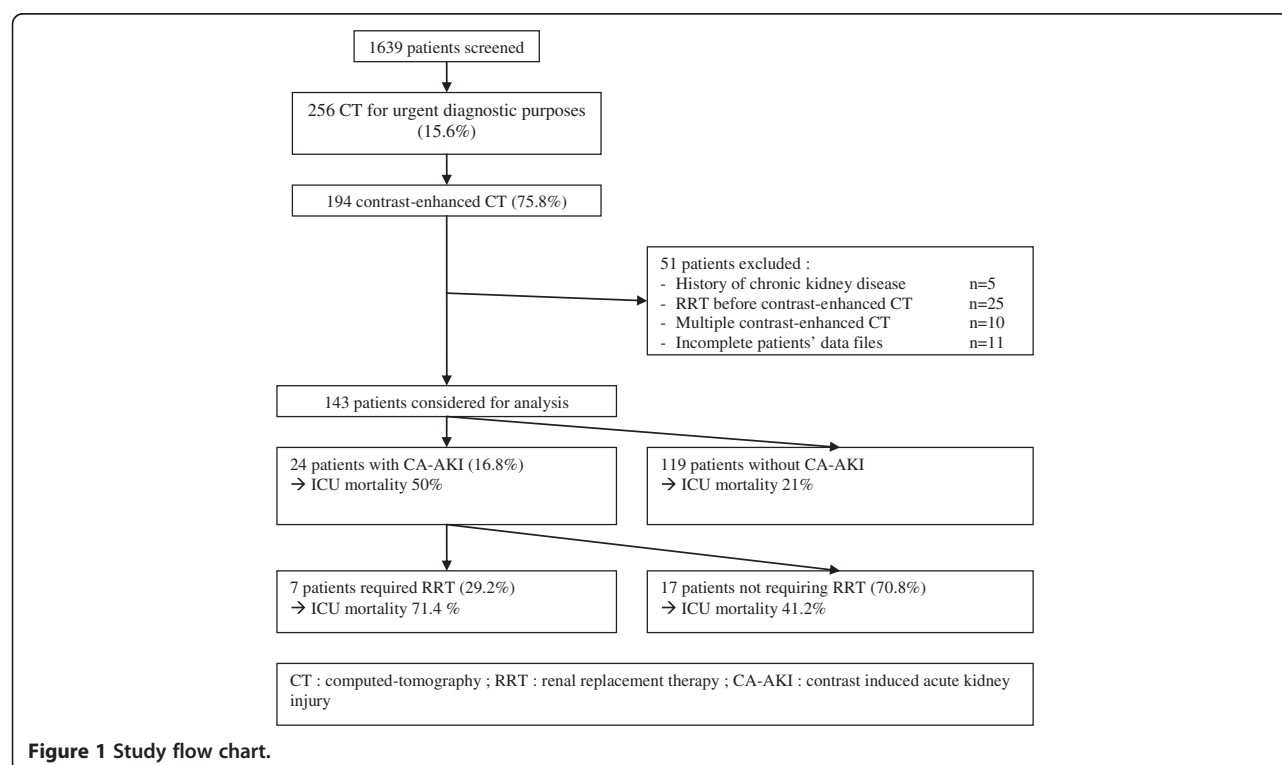 1639 patients screened
256 CT for urgent diagnostic purposes
(15.6%)
194 contrast-enhanced CT (75.8%)
51 patients excluded :
- History of chronic kidney disease n=5
- RRT before contrast-enhanced CT n=25
- Multiple contrast-enhanced CT n=10
- Incomplete patients' data files n=11
143 patients considered for analysis
24 patients with CA-AKI (16.8%)
→ ICU mortality 50%
119 patients without CA-AKI
→ ICU mortality 21%
7 patients required RRT (29.2%)
→ ICU mortality 71.4 %
17 patients not requiring RRT (70.8%)
→ ICU mortality 41.2%
CT : computed-tomography ; RRT : renal replacement therapy ; CA-AKI : contrast induced acute kidney
injury
Figure 1 Study flow chart.